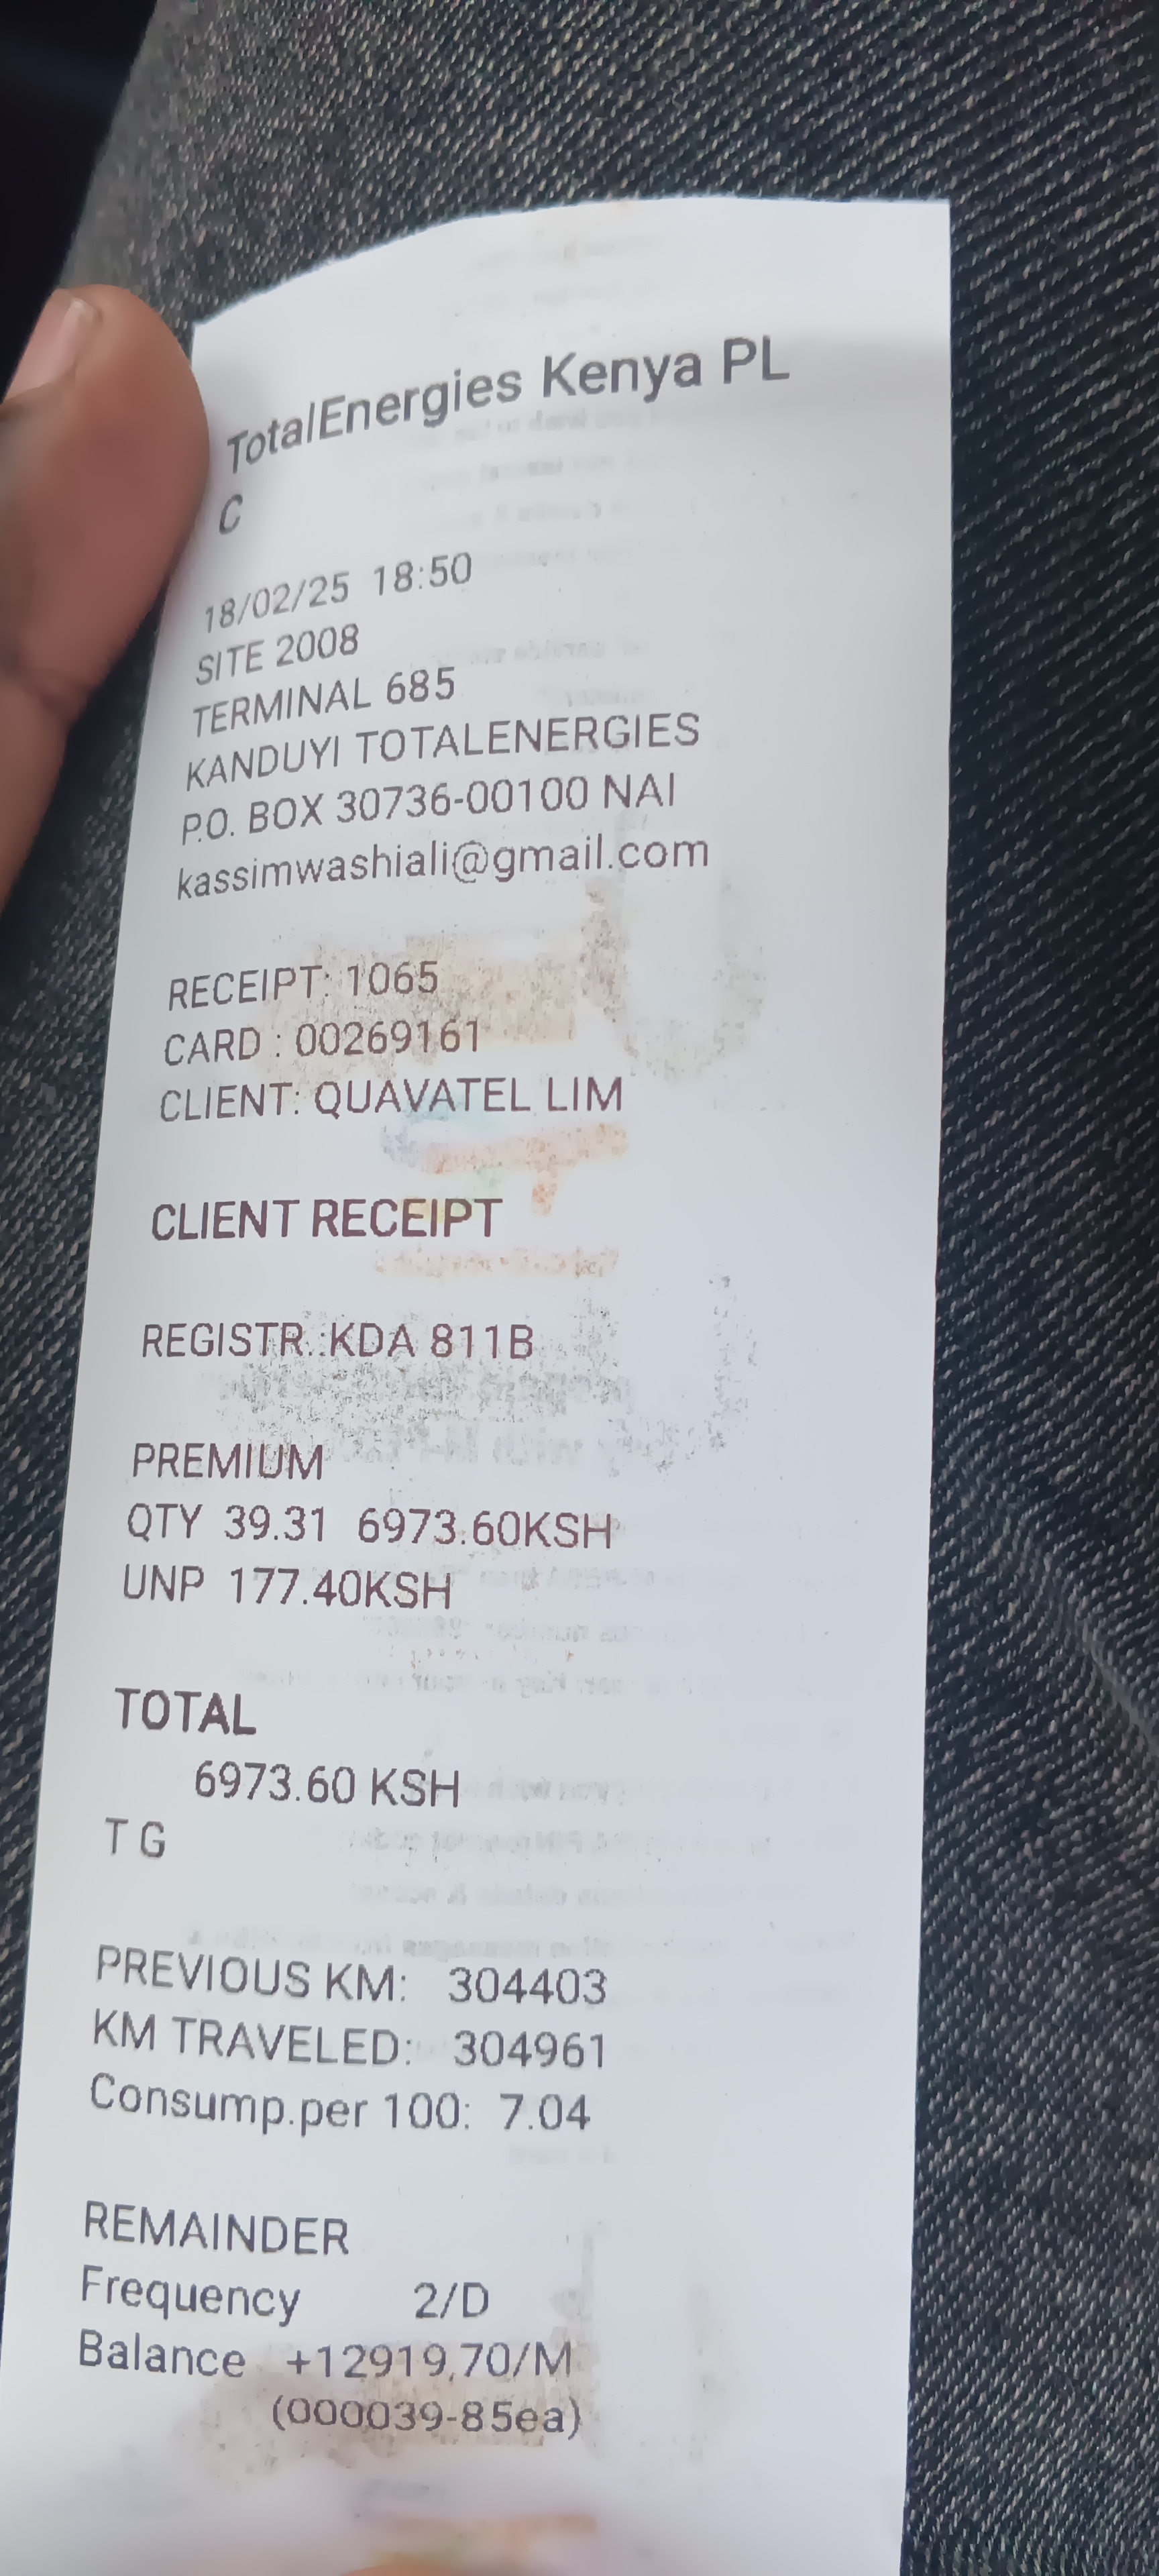 TotalEnergies Kenya PL
C
18/02/25 18:50
SITE 2008
TERMINAL 685
KANDUYI TOTALENERGIES
P.O. BOX 30736-00100 NAI
kassimwashiali@gmail.com
RECEIPT: 1065
CARD : 00269161
CLIENT: QUAVATEL LIM
CLIENT RECEIPT
REGISTR.:KDA 811B
PREMIUM
QTY 39.31 6973.60KSH
UNP 177.40KSH
TOTAL
6973.60 KSH
T G
PREVIOUS KM: 304403
KM TRAVELED: 304961
Consump.per 100: 7.04
REMAINDER
Frequency 2/D
Balance +12919,70/M
(000039-85ea)